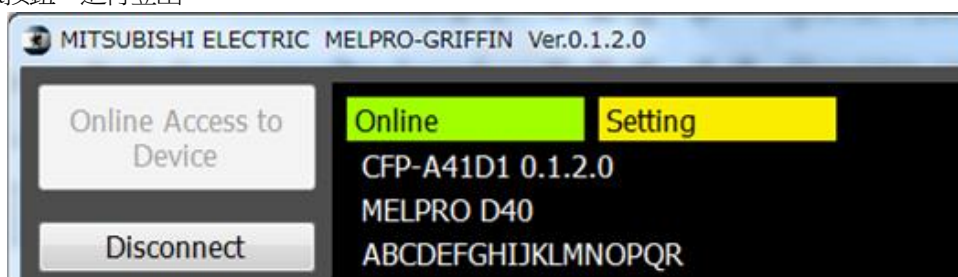 MITSUBISHI ELECTRIC MELPRO-GRIFFIN Ver.0.1.2.0
Online Access to
Device
Online
Setting
CFP-A41D1 0.1.2.0
MELPRO D40
Disconnect
ABCDEFGHIJKLMNOPQR